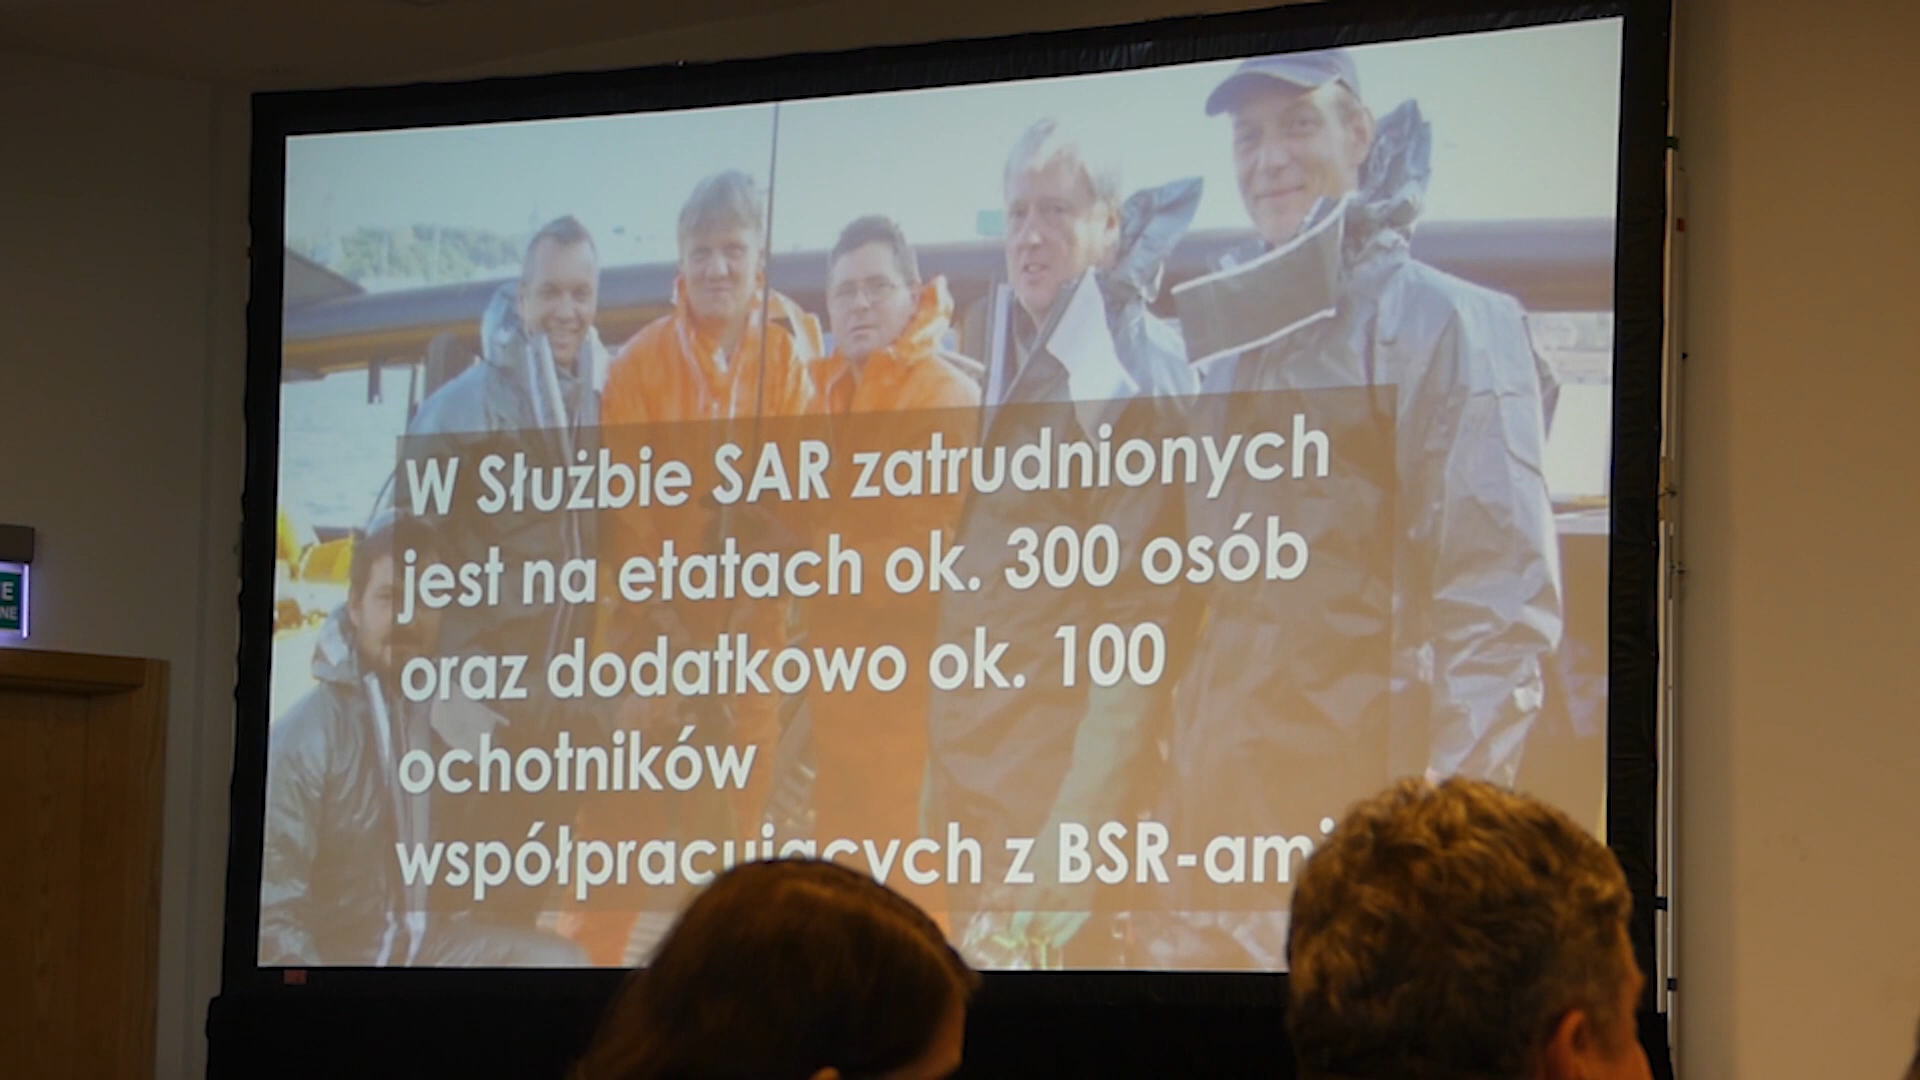 W Służbie SAR zatrudnionych
jest na etatach ok. 300 osób
oraz dodatkowo ok. 100
ochotników
współpracujących z BSR-ami